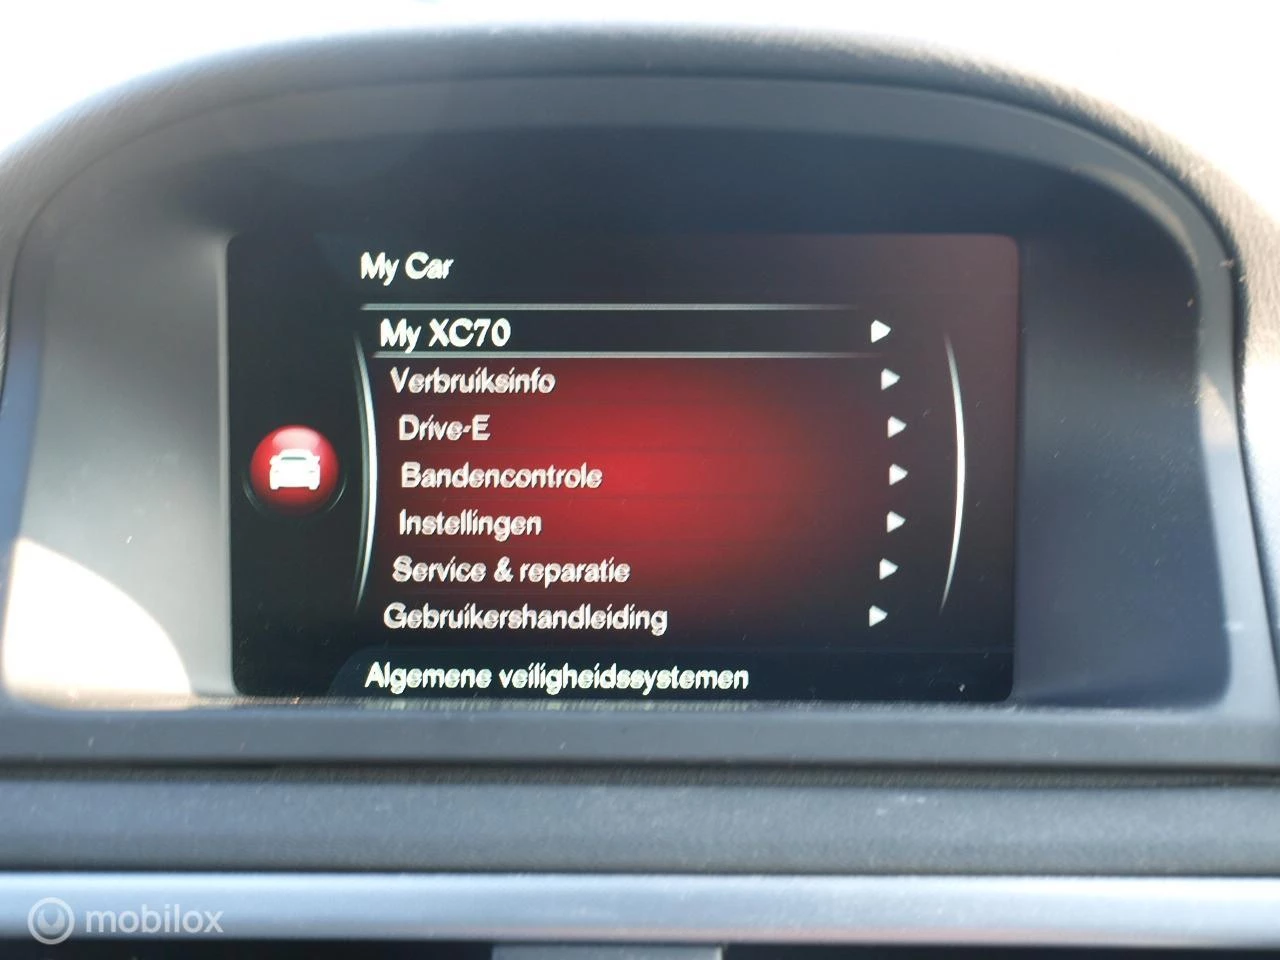 My Car
My XC70
Verbruiksinfo
Drive-E
Bandencontrole
Instellingen
Service & reparatie
Gebruikershandleiding
Algemene veiligheidssystemen
mobilox